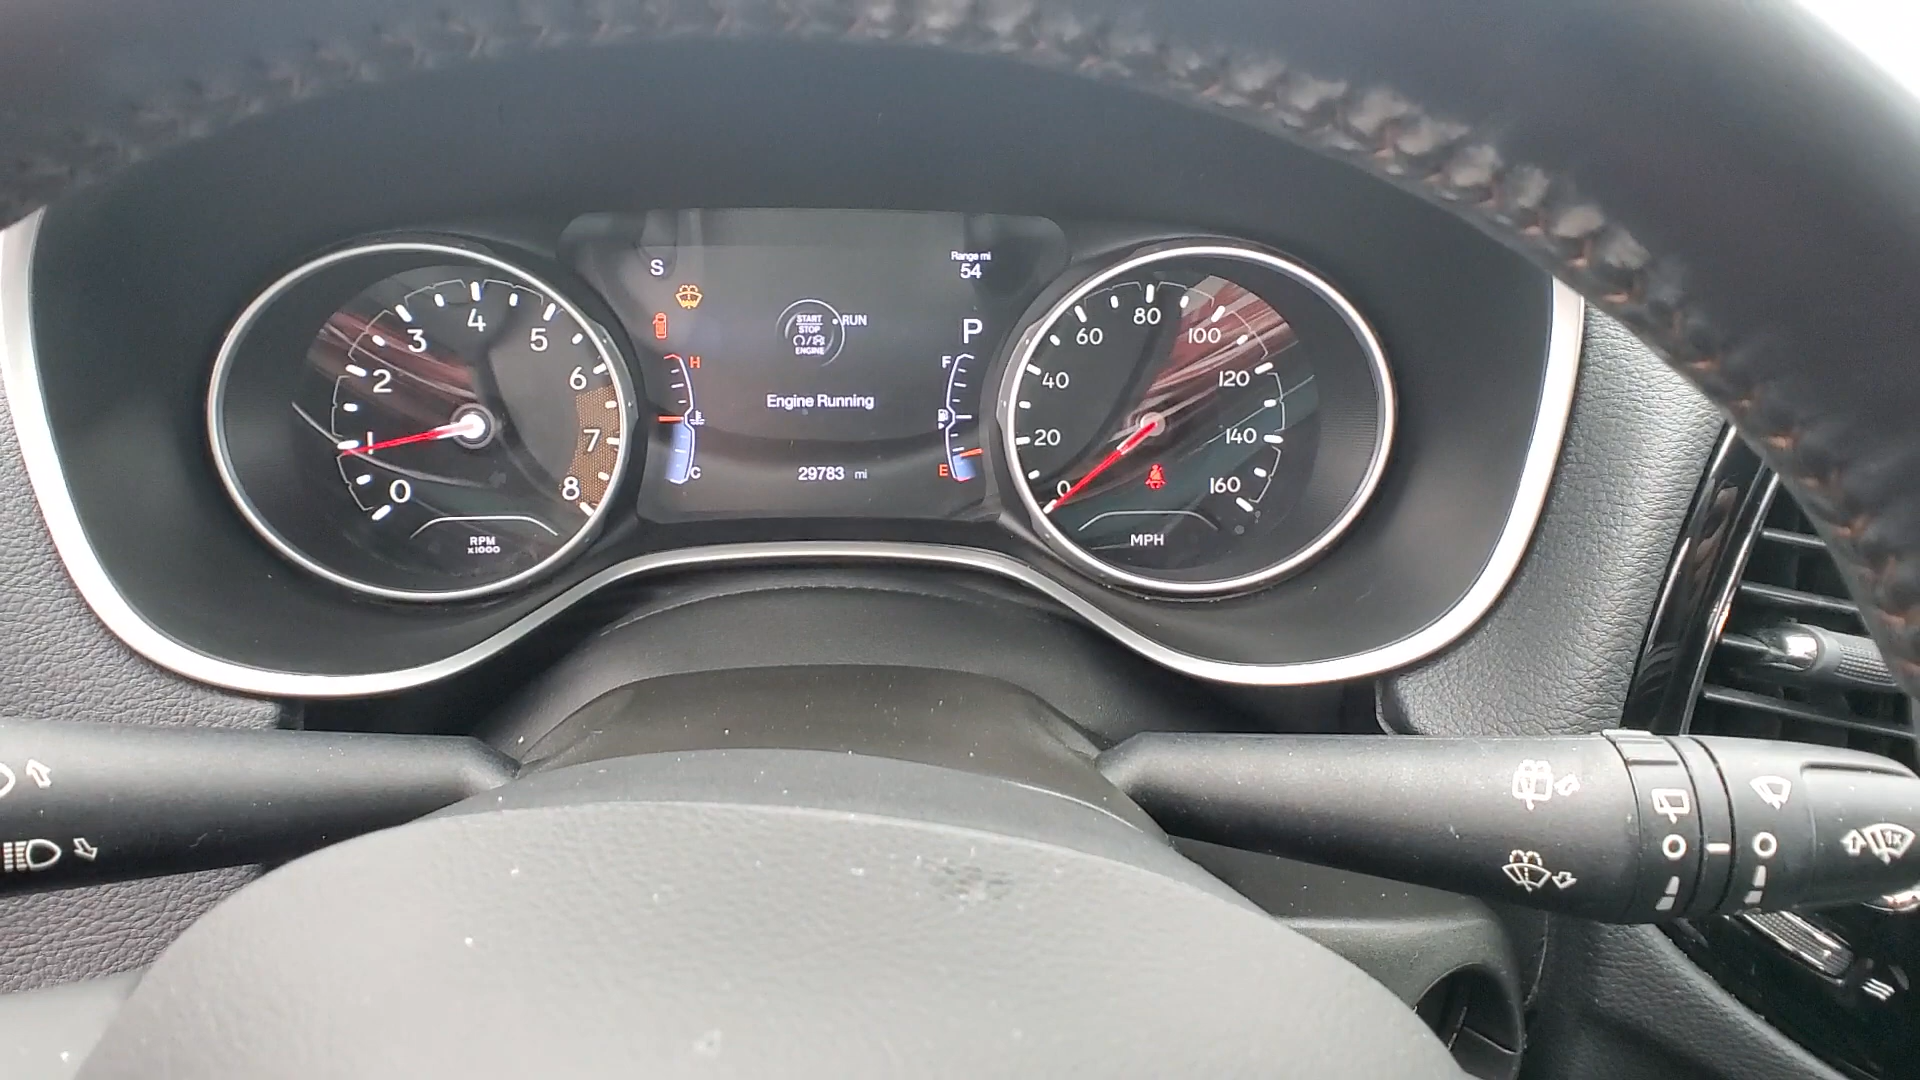 S
Range mi
54
START
STOP
ENGINE
RUN
P
H
F
Engine Running
C
E
29783 mi
0
1
2
3
4
5
6
7
8
RPM
x1000
0
20
40
60
80
100
120
140
160
MPH
1x